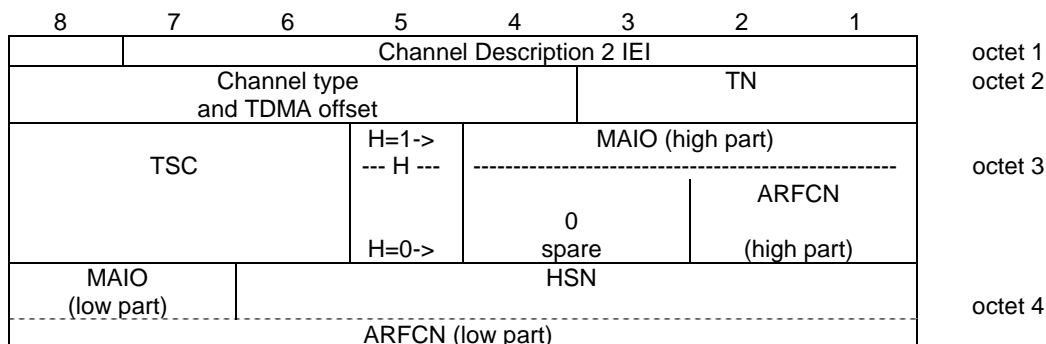 8 7 6 5 4 3 2 1
Channel Description 2 IEI octet 1
Channel type TN octet 2
and TDMA offset
H=1-> MAIO (high part)
TSC --- H --- ---------------------------------------------------- octet 3
ARFCN
0
H=0-> spare (high part)
MAIO HSN
(low part) octet 4
ARFCN (low part)